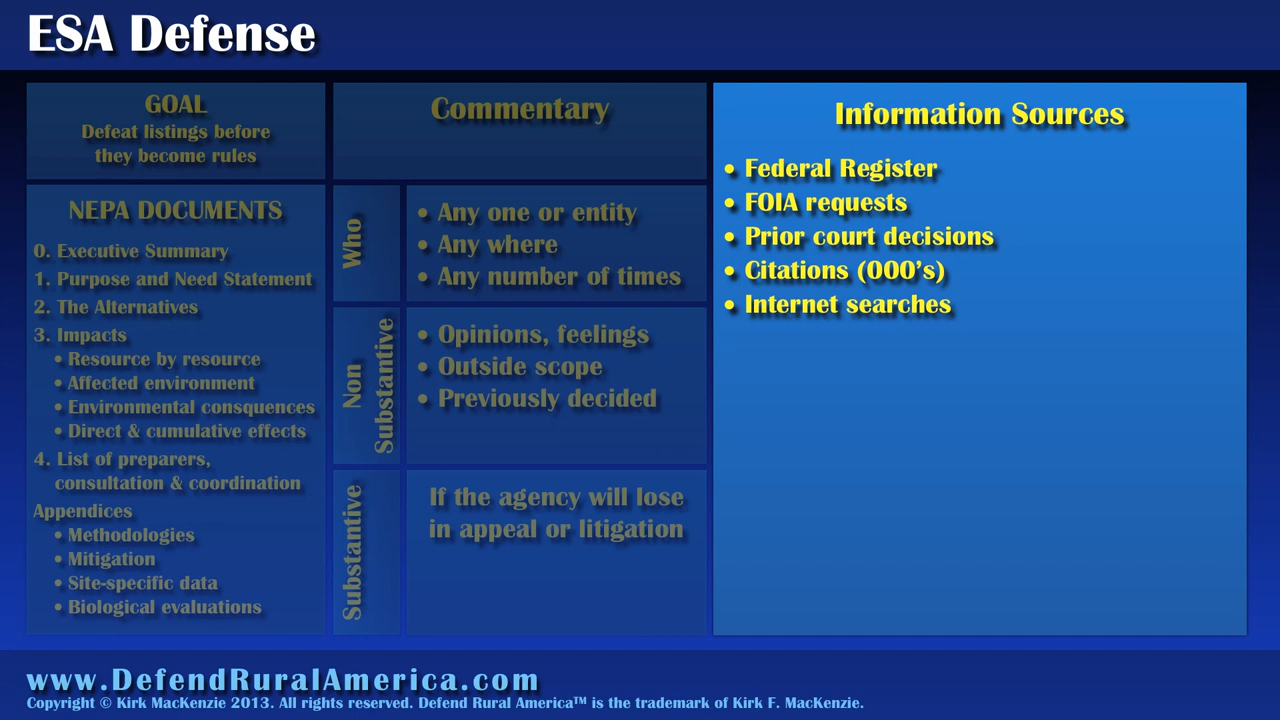 ESA Defense
GOAL
Defeat listings before
they become rules
NEPA DOCUMENTS
0. Executive Summary
1. Purpose and Need Statement
2. The Alternatives
3. Impacts
• Resource by resource
• Affected environment
• Environmental consquences
• Direct & cumulative effects
4. List of preparers,
consultation & coordination
Appendices
• Methodologies
• Mitigation
• Site-specific data
• Biological evaluations
Commentary
Who
• Any one or entity
• Any where
• Any number of times
Non
Substantive
• Opinions, feelings
• Outside scope
• Previously decided
Substantive
If the agency will lose
in appeal or litigation
Information Sources
• Federal Register
• FOIA requests
• Prior court decisions
• Citations (000's)
• Internet searches
www.DefendRuralAmerica.com
Copyright © Kirk MacKenzie 2013. All rights reserved. Defend Rural America™ is the trademark of Kirk F. MacKenzie.